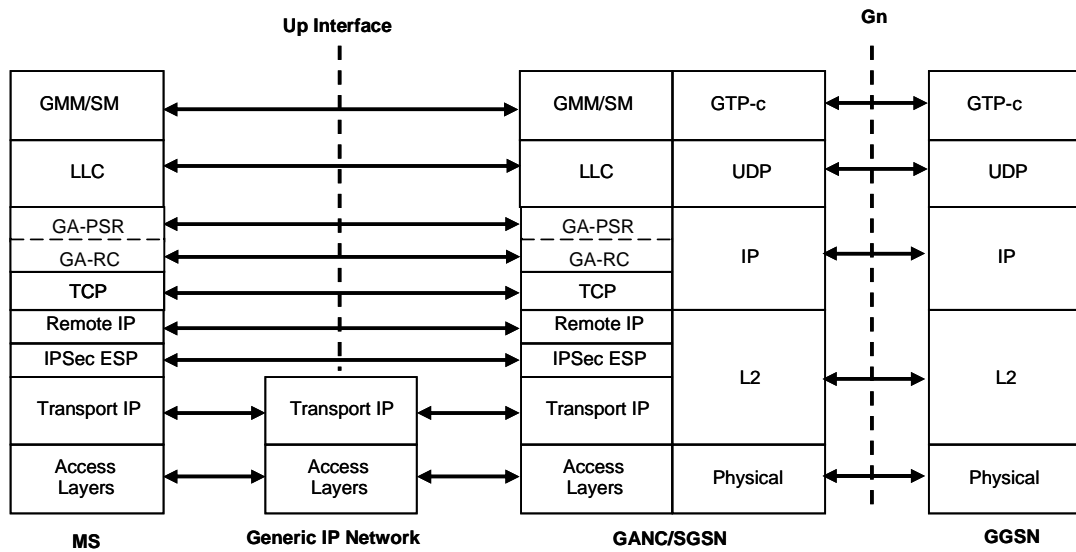 Up Interface
Gn
GMM/SM
GMM/SM
GTP-c
GTP-c
LLC
LLC
UDP
UDP
GA-PSR
GA-PSR
GA-RC
GA-RC
IP
IP
TCP
TCP
Remote IP
Remote IP
IPSec ESP
IPSec ESP
L2
L2
Transport IP
Transport IP
Transport IP
Access
Layers
Access
Layers
Access
Layers
Physical
Physical
MS
Generic IP Network
GANC/SGSN
GGSN